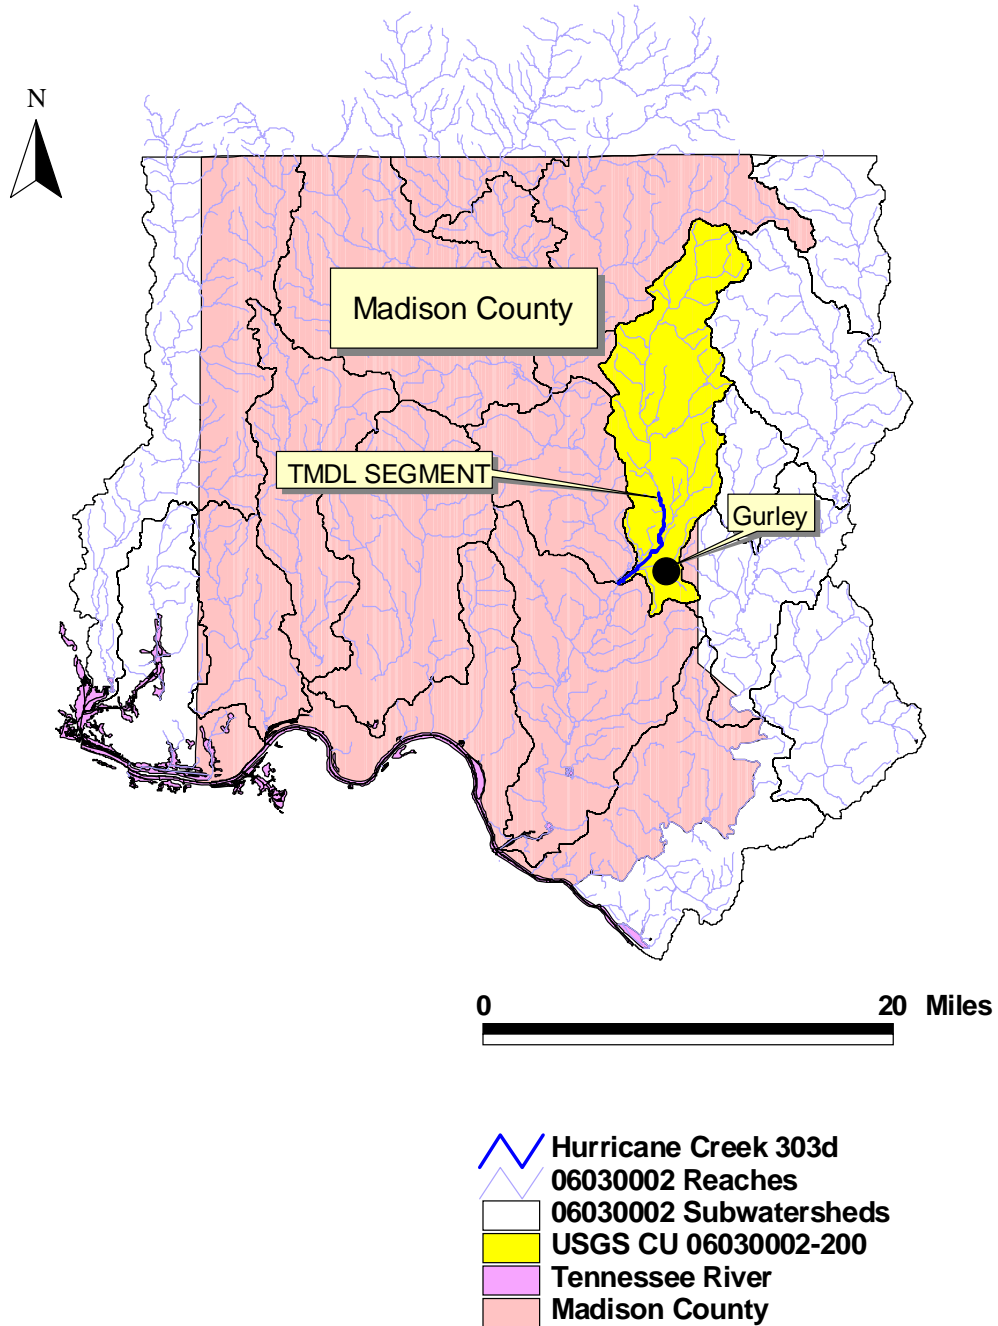 N
Madison County
TMDL SEGMENT
Gurley
0 20 Miles
Hurricane Creek 303d
06030002 Reaches
06030002 Subwatersheds
USGS CU 06030002-200
Tennessee River
Madison County